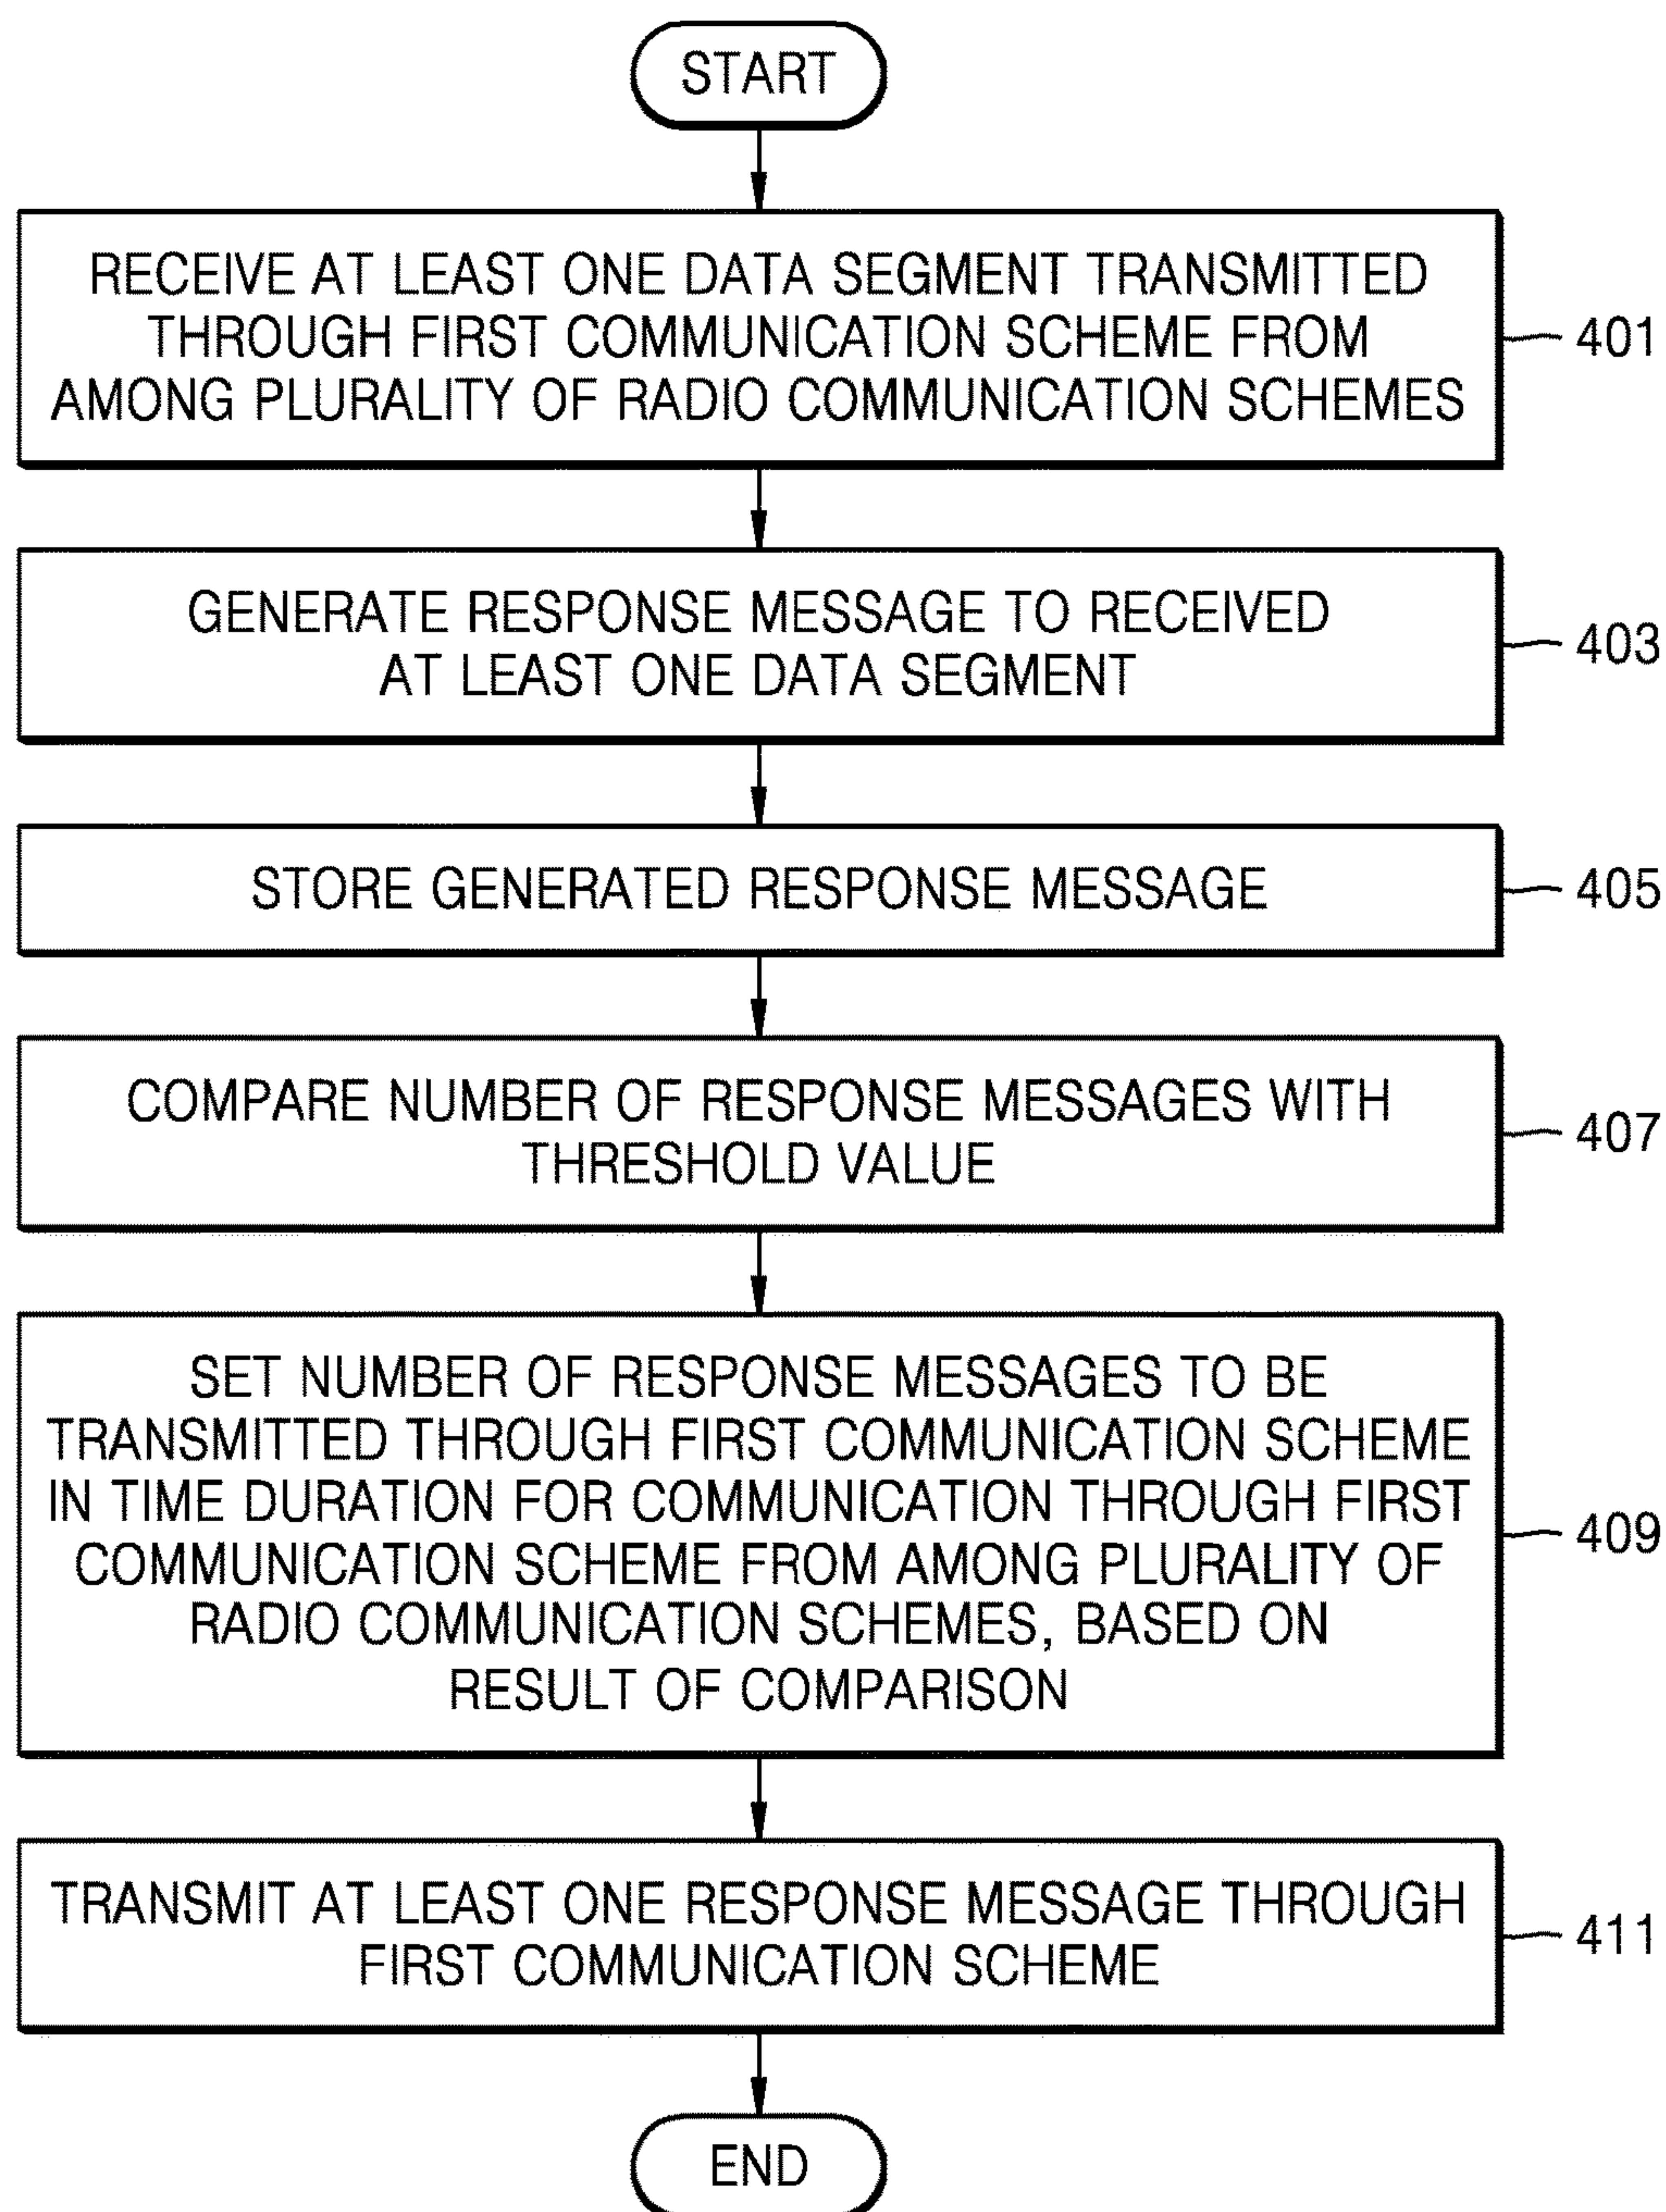 START
RECEIVE AT LEAST ONE DATA SEGMENT TRANSMITTED
THROUGH FIRST COMMUNICATION SCHEME FROM
AMONG PLURALITY OF RADIO COMMUNICATION SCHEMES
401
GENERATE RESPONSE MESSAGE TO RECEIVED
AT LEAST ONE DATA SEGMENT
403
STORE GENERATED RESPONSE MESSAGE
405
COMPARE NUMBER OF RESPONSE MESSAGES WITH
THRESHOLD VALUE
407
SET NUMBER OF RESPONSE MESSAGES TO BE
TRANSMITTED THROUGH FIRST COMMUNICATION SCHEME
IN TIME DURATION FOR COMMUNICATION THROUGH FIRST
COMMUNICATION SCHEME FROM AMONG PLURALITY OF
RADIO COMMUNICATION SCHEMES, BASED ON
RESULT OF COMPARISON
409
TRANSMIT AT LEAST ONE RESPONSE MESSAGE THROUGH
FIRST COMMUNICATION SCHEME
411
END